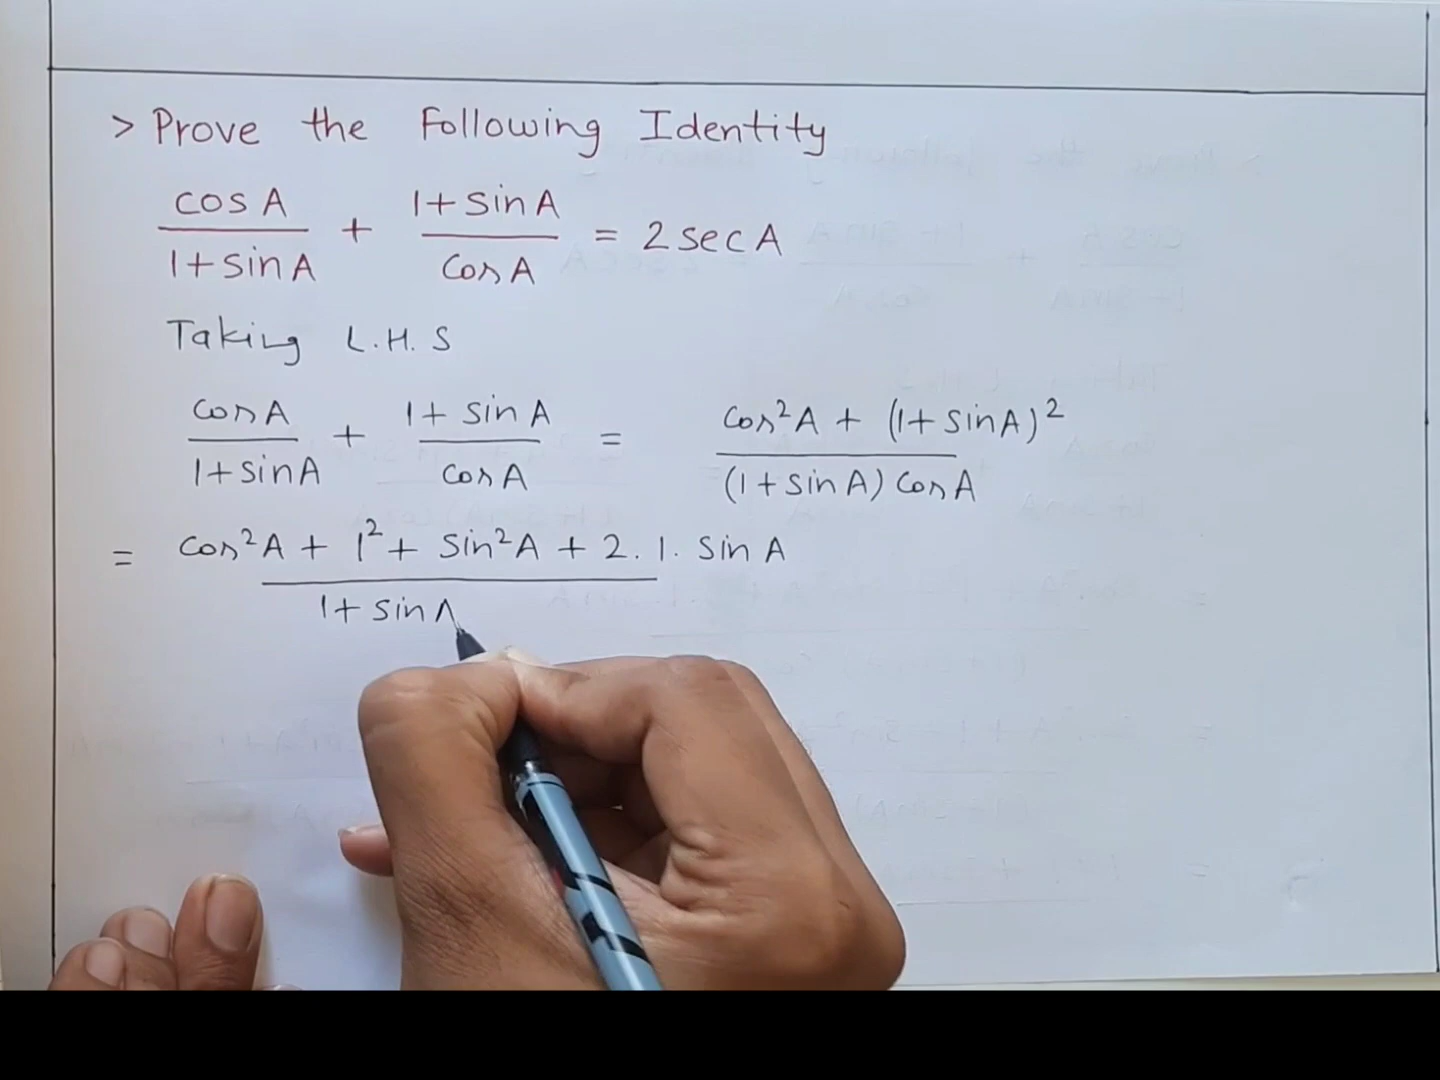 > Prove the Following Identity
cos A / 1 + sin A + 1 + sin A / cos A = 2 sec A
Taking L.H.S
cos A / 1 + sin A + 1 + sin A / cos A = cos²A + (1 + sin A)² / (1 + sin A) cos A
= cos²A + 1² + sin²A + 2 . 1 . sin A / 1 + sin A